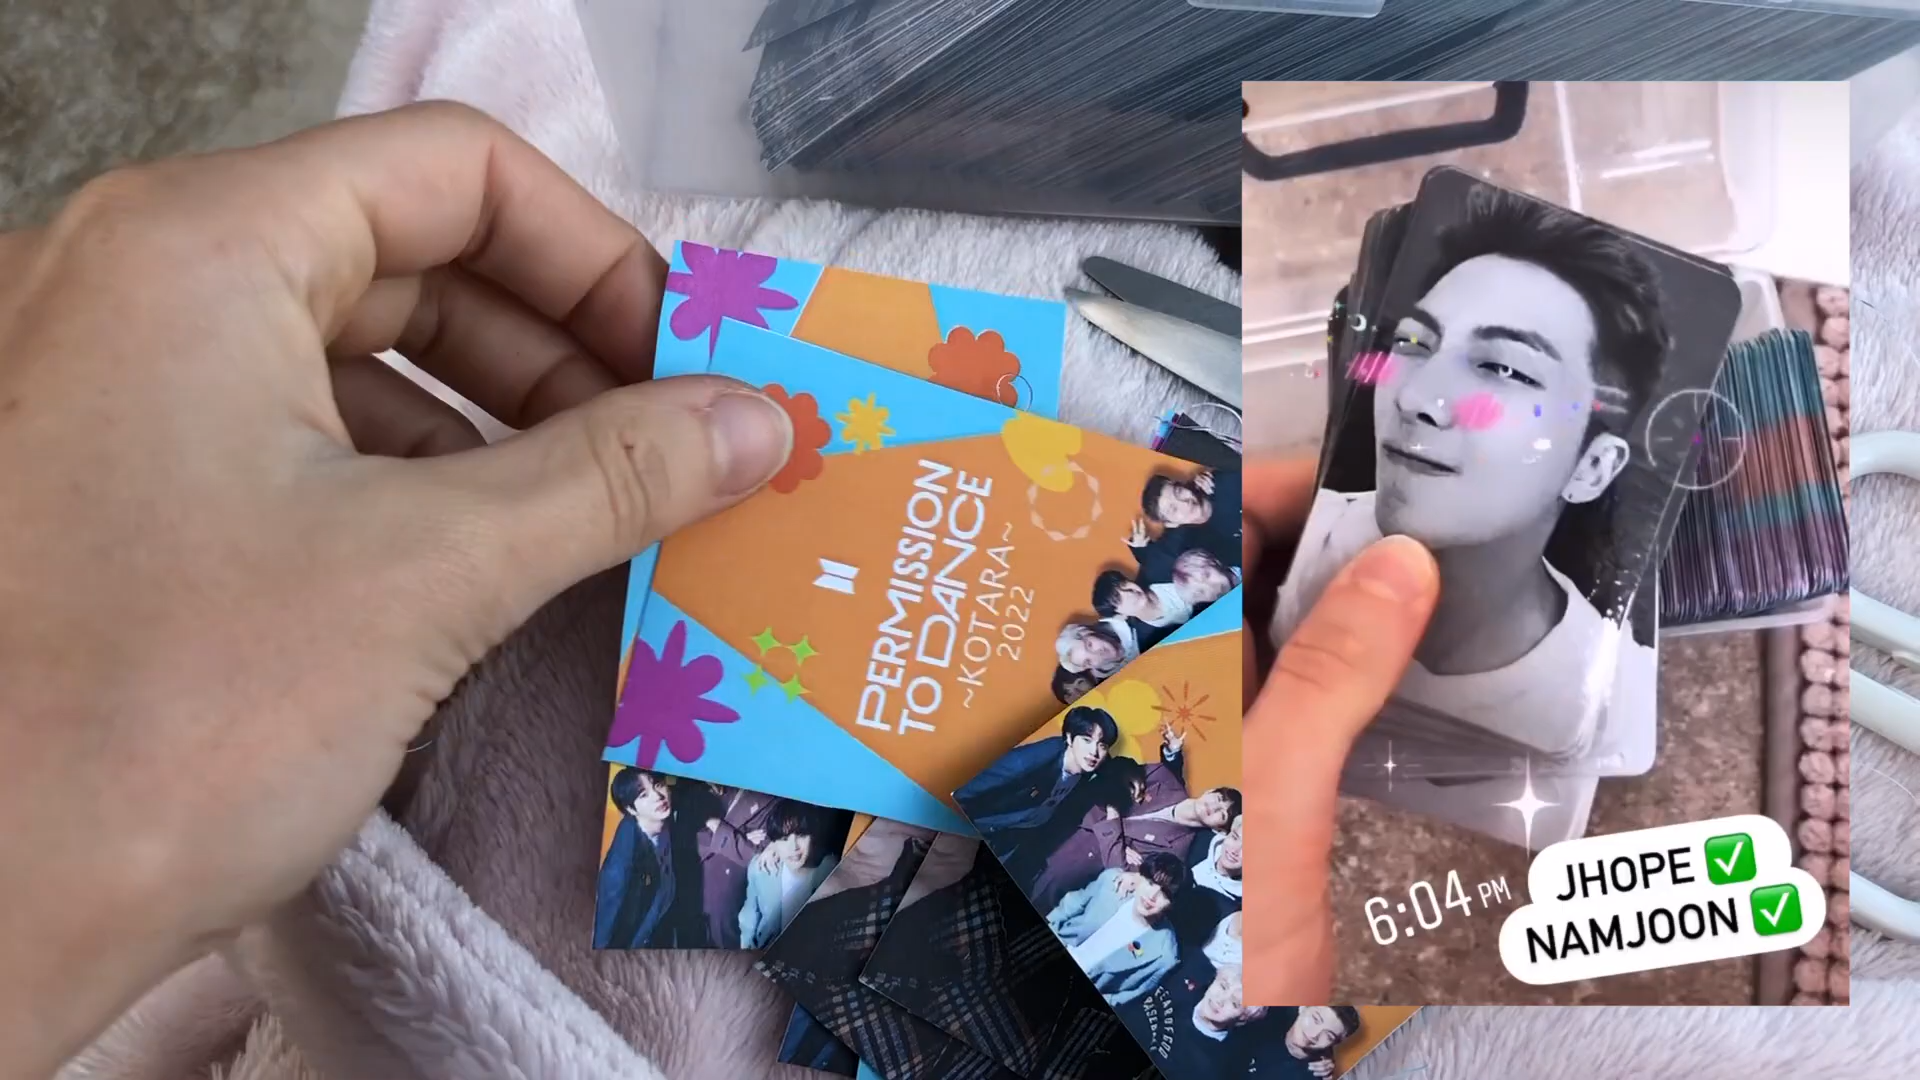 PERMISSION
TO DANCE
~KOTARA~
2022
6:04 PM
JHOPE ✅
NAMJOON ✅